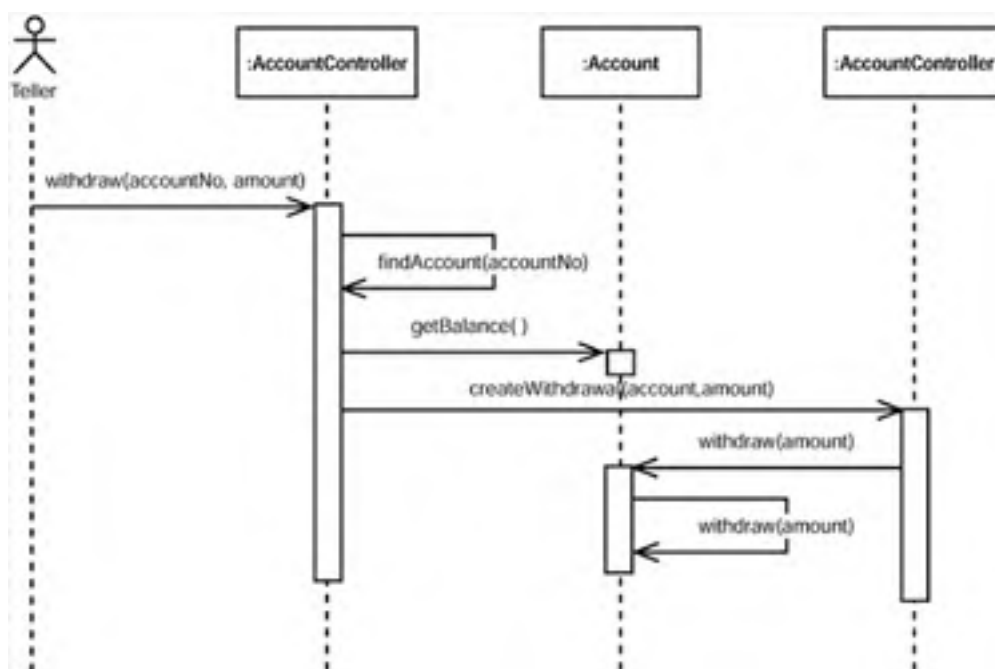 :AccountController
:Account
:AccountController
Teller
withdraw(accountNo, amount)
findAccount(accountNo)
getBalance( )
createWithdrawal(account,amount)
withdraw(amount)
withdraw(amount)